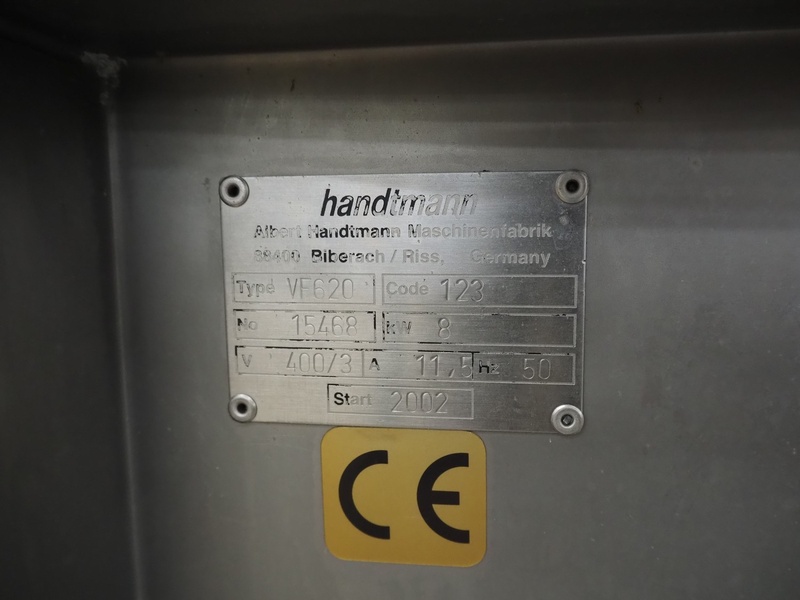 handtmann
Albert Handtmann Maschinenfabrik
88400 Biberach / Riss, Germany
Type VF620 Code 123
No 15468 kW 8
V 400/3 A 11,5 Hz 50
Start 2002
CE